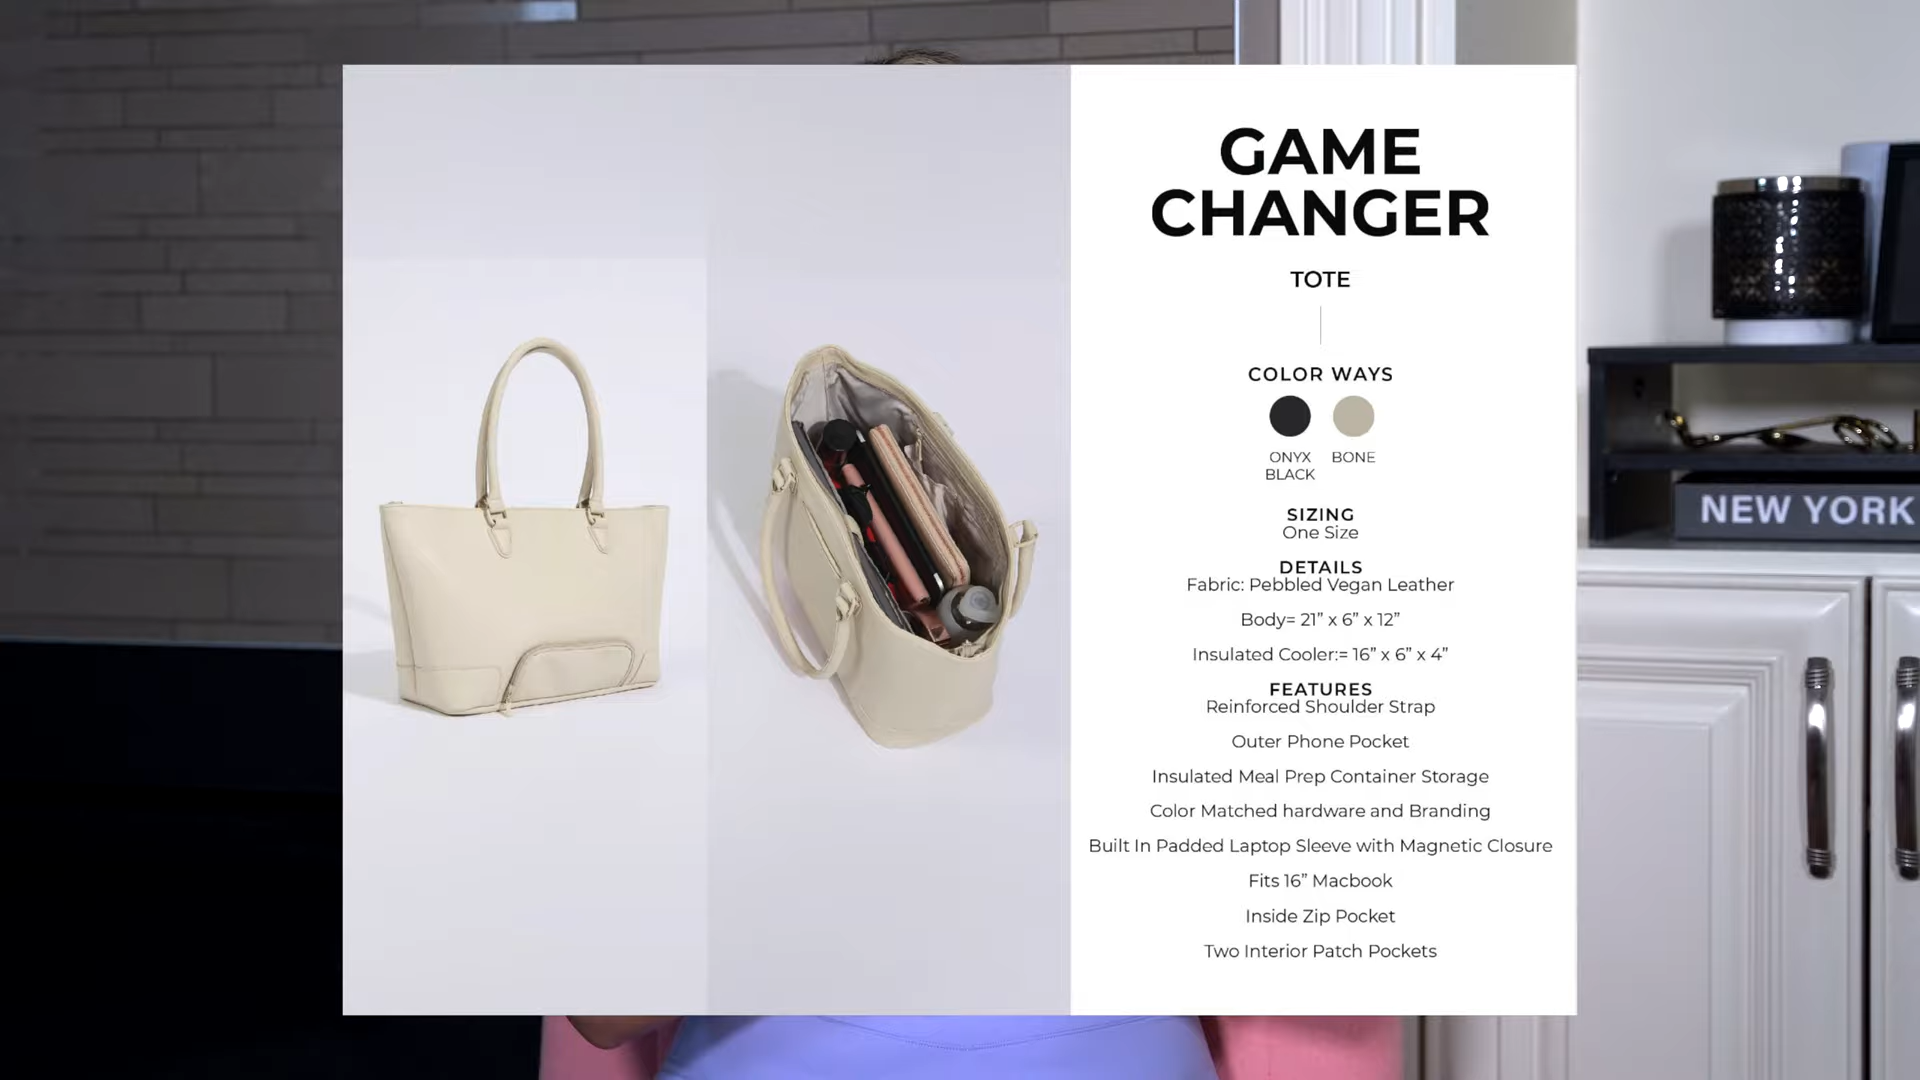 GAME
CHANGER
TOTE
COLOR WAYS
ONYX
BLACK
BONE
SIZING
One Size
DETAILS
Fabric: Pebbled Vegan Leather
Body= 21” x 6” x 12”
Insulated Cooler:= 16” x 6” x 4”
FEATURES
Reinforced Shoulder Strap
Outer Phone Pocket
Insulated Meal Prep Container Storage
Color Matched hardware and Branding
Built In Padded Laptop Sleeve with Magnetic Closure
Fits 16” Macbook
Inside Zip Pocket
Two Interior Patch Pockets
NEW YORK